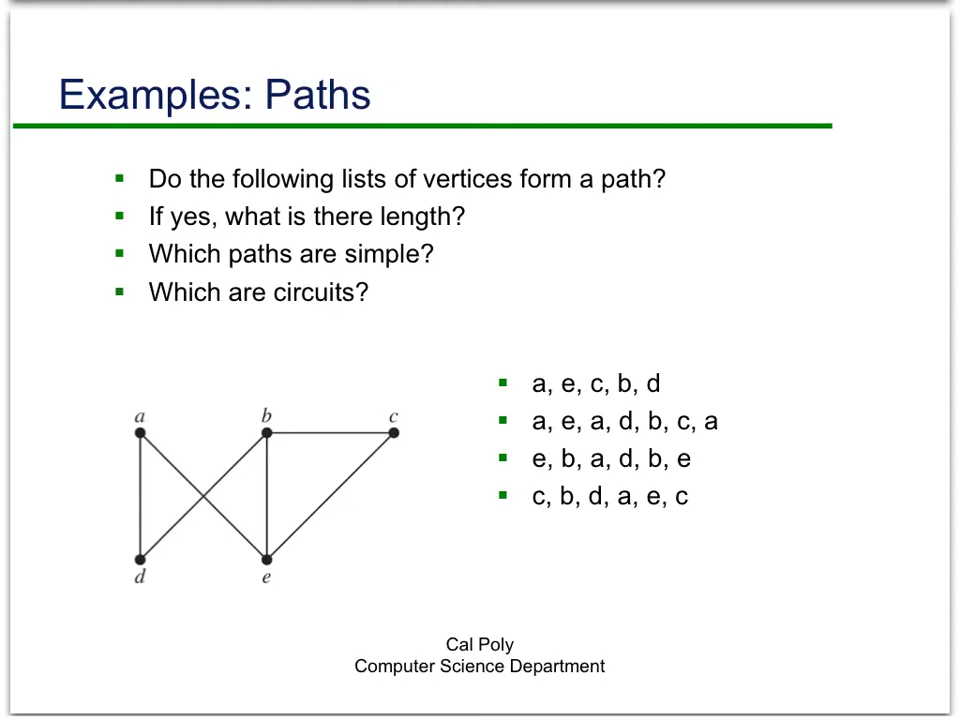 Examples: Paths
Do the following lists of vertices form a path?
If yes, what is there length?
Which paths are simple?
Which are circuits?
a, e, c, b, d
a, e, a, d, b, c, a
e, b, a, d, b, e
c, b, d, a, e, c
a b c
d e
Cal Poly
Computer Science Department